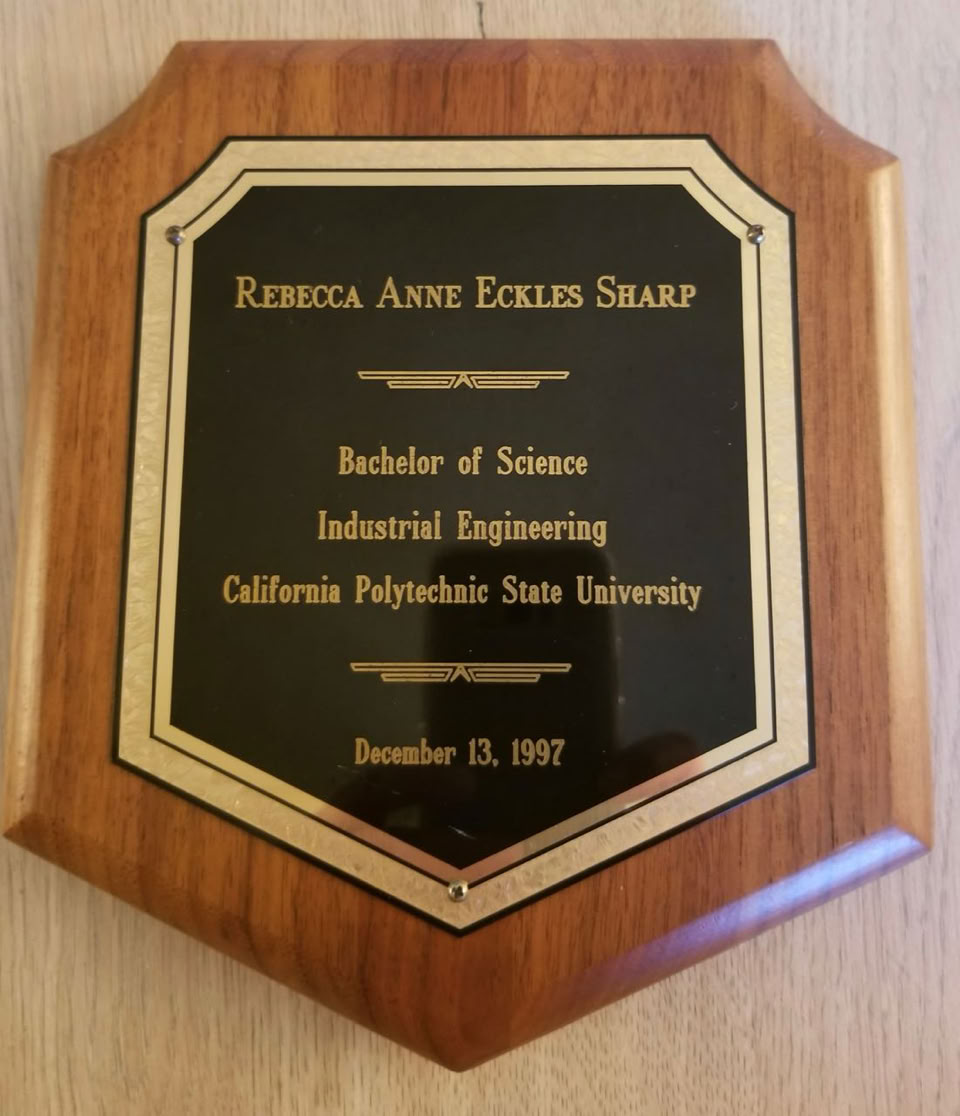 Rebecca Anne Eckles Sharp
Bachelor of Science
Industrial Engineering
California Polytechnic State University
December 13, 1997